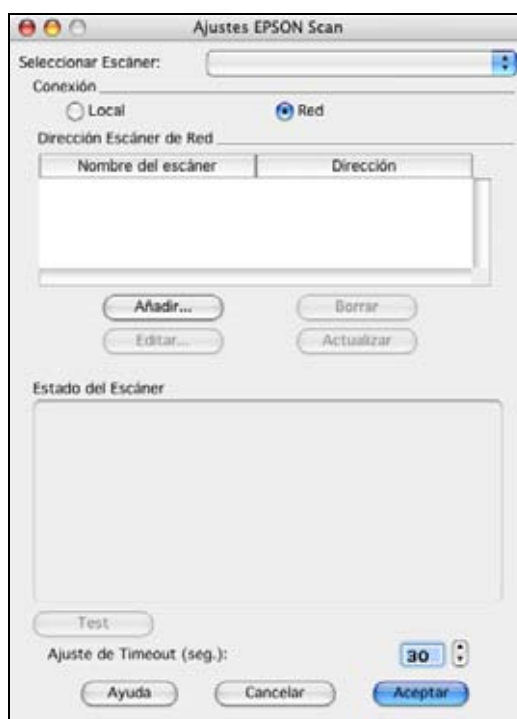 Ajustes EPSON Scan
Seleccionar Escáner:
Conexión
Local Red
Dirección Escáner de Red
Nombre del escáner Dirección
Añadir... Borrar
Editar... Actualizar
Estado del Escáner
Test
Ajuste de Timeout (seg.): 30
Ayuda Cancelar Aceptar